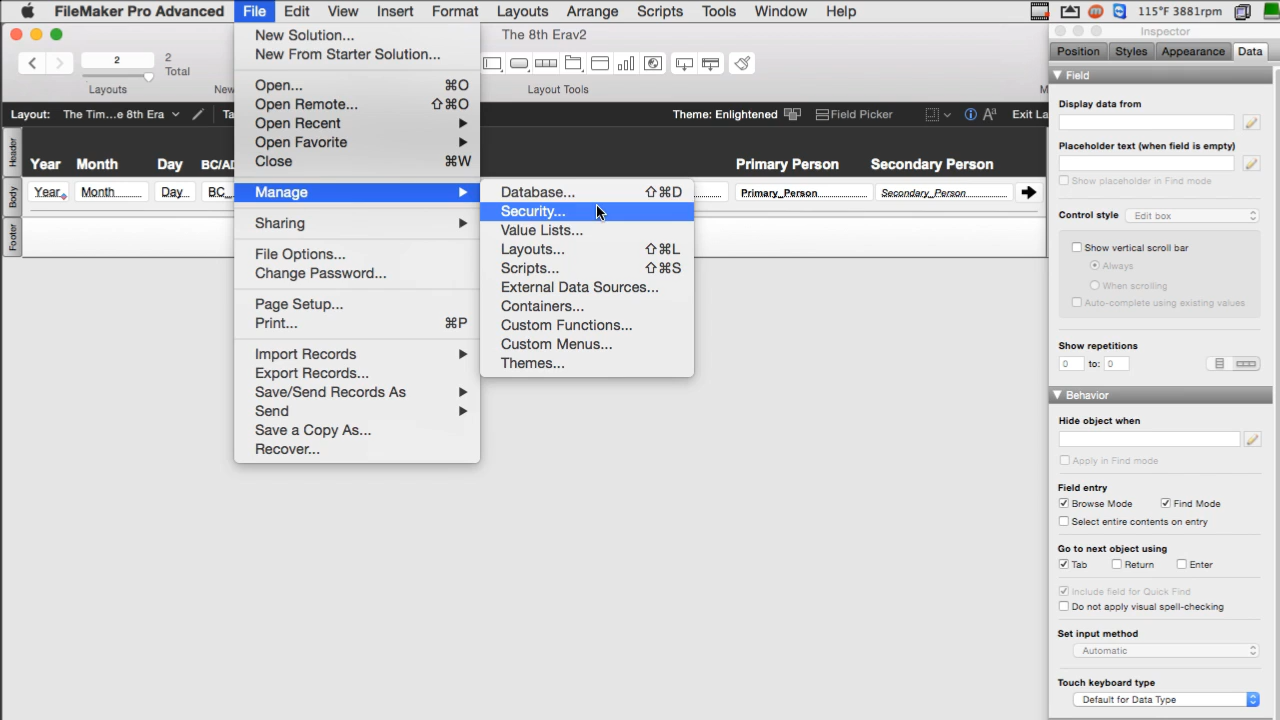 FileMaker Pro Advanced File Edit View Insert Format Layouts Arrange Scripts Tools Window Help 115°F 3881rpm
The 8th Erav2
2
2
Total
Layouts
New
Layout Tools
M
Layout: The Tim...e 8th Era Ta
Theme: Enlightened Field Picker Exit La
Header
Year Month Day BC/AD
Primary Person Secondary Person
Body
Year Month Day BC_
Primary_Person Secondary_Person
Footer
New Solution...
New From Starter Solution...
Open... ⌘O
Open Remote... ⇧⌘O
Open Recent
Open Favorite
Close ⌘W
Manage
Sharing
File Options...
Change Password...
Page Setup...
Print... ⌘P
Import Records
Export Records...
Save/Send Records As
Send
Save a Copy As...
Recover...
Database... ⇧⌘D
Security...
Value Lists...
Layouts... ⇧⌘L
Scripts... ⇧⌘S
External Data Sources...
Containers...
Custom Functions...
Custom Menus...
Themes...
Inspector
Position Styles Appearance Data
Field
Display data from
Placeholder text (when field is empty)
Show placeholder in Find mode
Control style Edit box
Show vertical scroll bar
Always
When scrolling
Auto-complete using existing values
Show repetitions
0 to: 0
Behavior
Hide object when
Apply in Find mode
Field entry
Browse Mode Find Mode
Select entire contents on entry
Go to next object using
Tab Return Enter
Include field for Quick Find
Do not apply visual spell-checking
Set input method
Automatic
Touch keyboard type
Default for Data Type